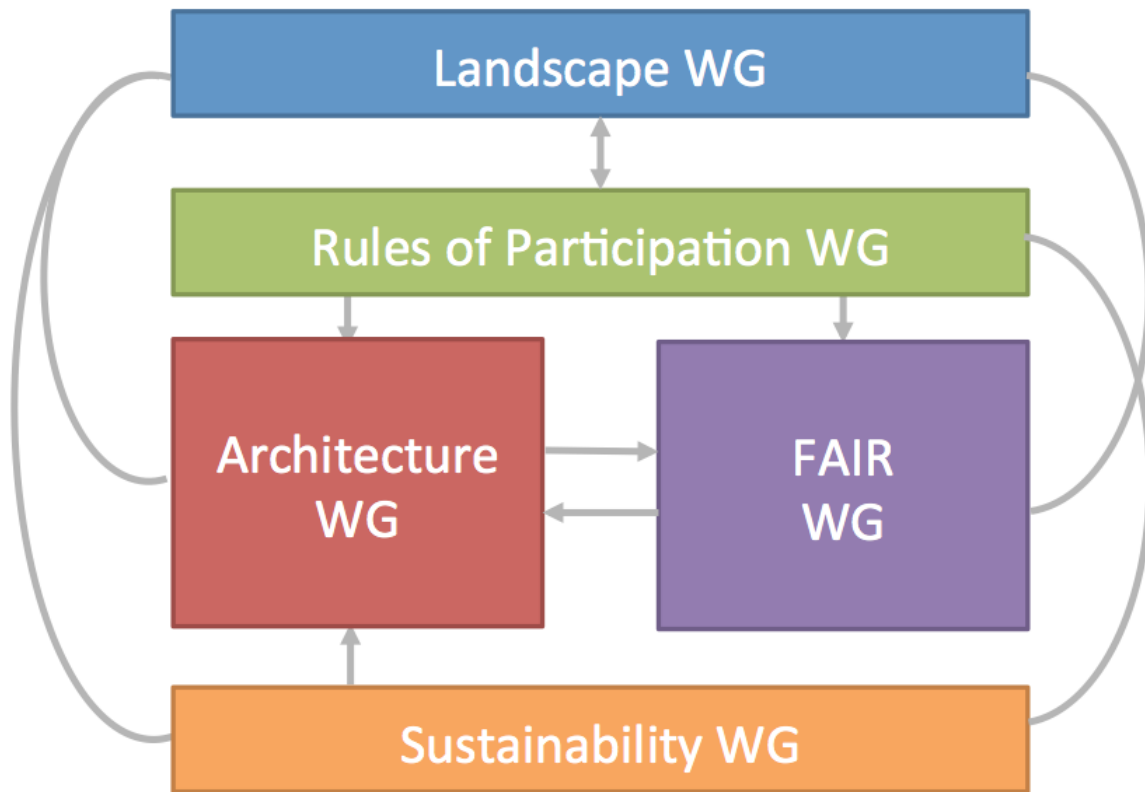 Landscape WG
Rules of Participation WG
Architecture
WG
FAIR
WG
Sustainability WG